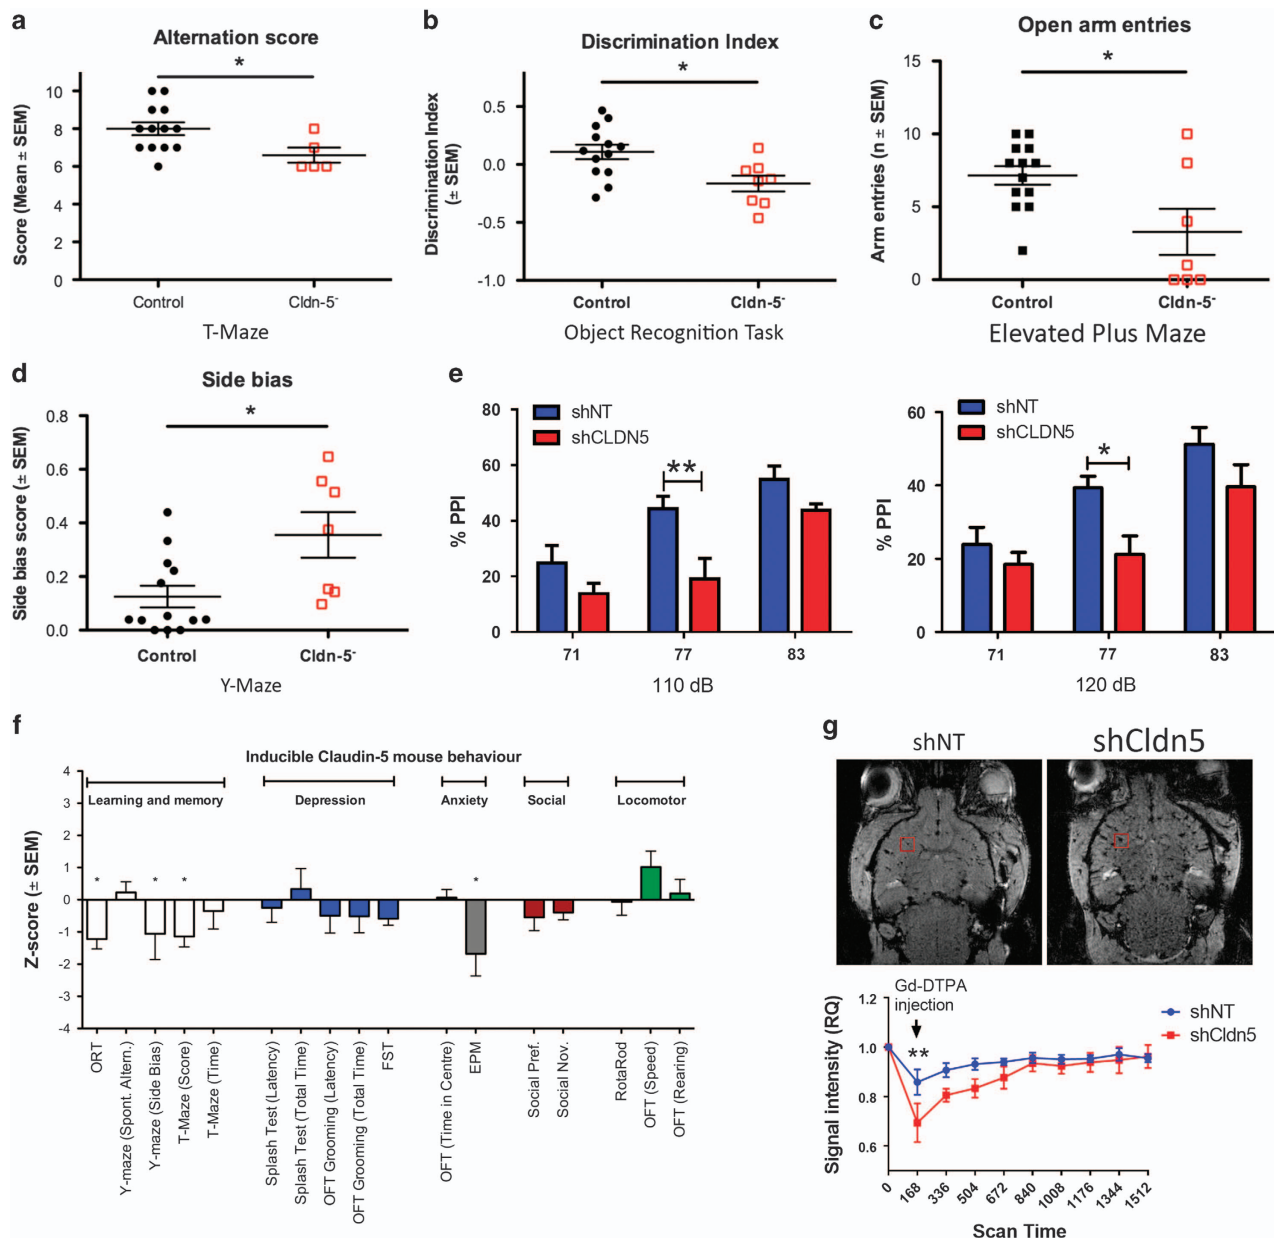 a
Alternation score
*
Score (Mean ± SEM)
10
8
6
4
2
0
Control
Cldn-5⁻
T-Maze
b
Discrimination Index
*
Discrimination Index
(± SEM)
0.5
0.0
-0.5
-1.0
Control
Cldn-5⁻
Object Recognition Task
c
Open arm entries
*
Arm entries (n ± SEM)
15
10
5
0
Control
Cldn-5⁻
Elevated Plus Maze
d
Side bias
*
Side bias score (± SEM)
0.8
0.6
0.4
0.2
0.0
Control
Cldn-5⁻
Y-Maze
e
shNT
shCLDN5
**
% PPI
80
60
40
20
0
71
77
83
110 dB
shNT
shCLDN5
*
% PPI
60
40
20
0
71
77
83
120 dB
f
Inducible Claudin-5 mouse behaviour
Learning and memory
Depression
Anxiety
Social
Locomotor
Z-score (± SEM)
4
3
2
1
0
-1
-2
-3
-4
*
*
*
*
ORT
Y-maze (Spont. Altern.)
Y-maze (Side Bias)
T-Maze (Score)
T-Maze (Time)
Splash Test (Latency)
Splash Test (Total Time)
OFT Grooming (Latency)
OFT Grooming (Total Time)
FST
OFT (Time in Centre)
EPM
Social Pref.
Social Nov.
RotaRod
OFT (Speed)
OFT (Rearing)
g
shNT
shCldn5
Gd-DTPA
injection
**
shNT
shCldn5
Signal intensity (RQ)
1.2
1.0
0.8
0.6
0
168
336
504
672
840
1008
1176
1344
1512
Scan Time